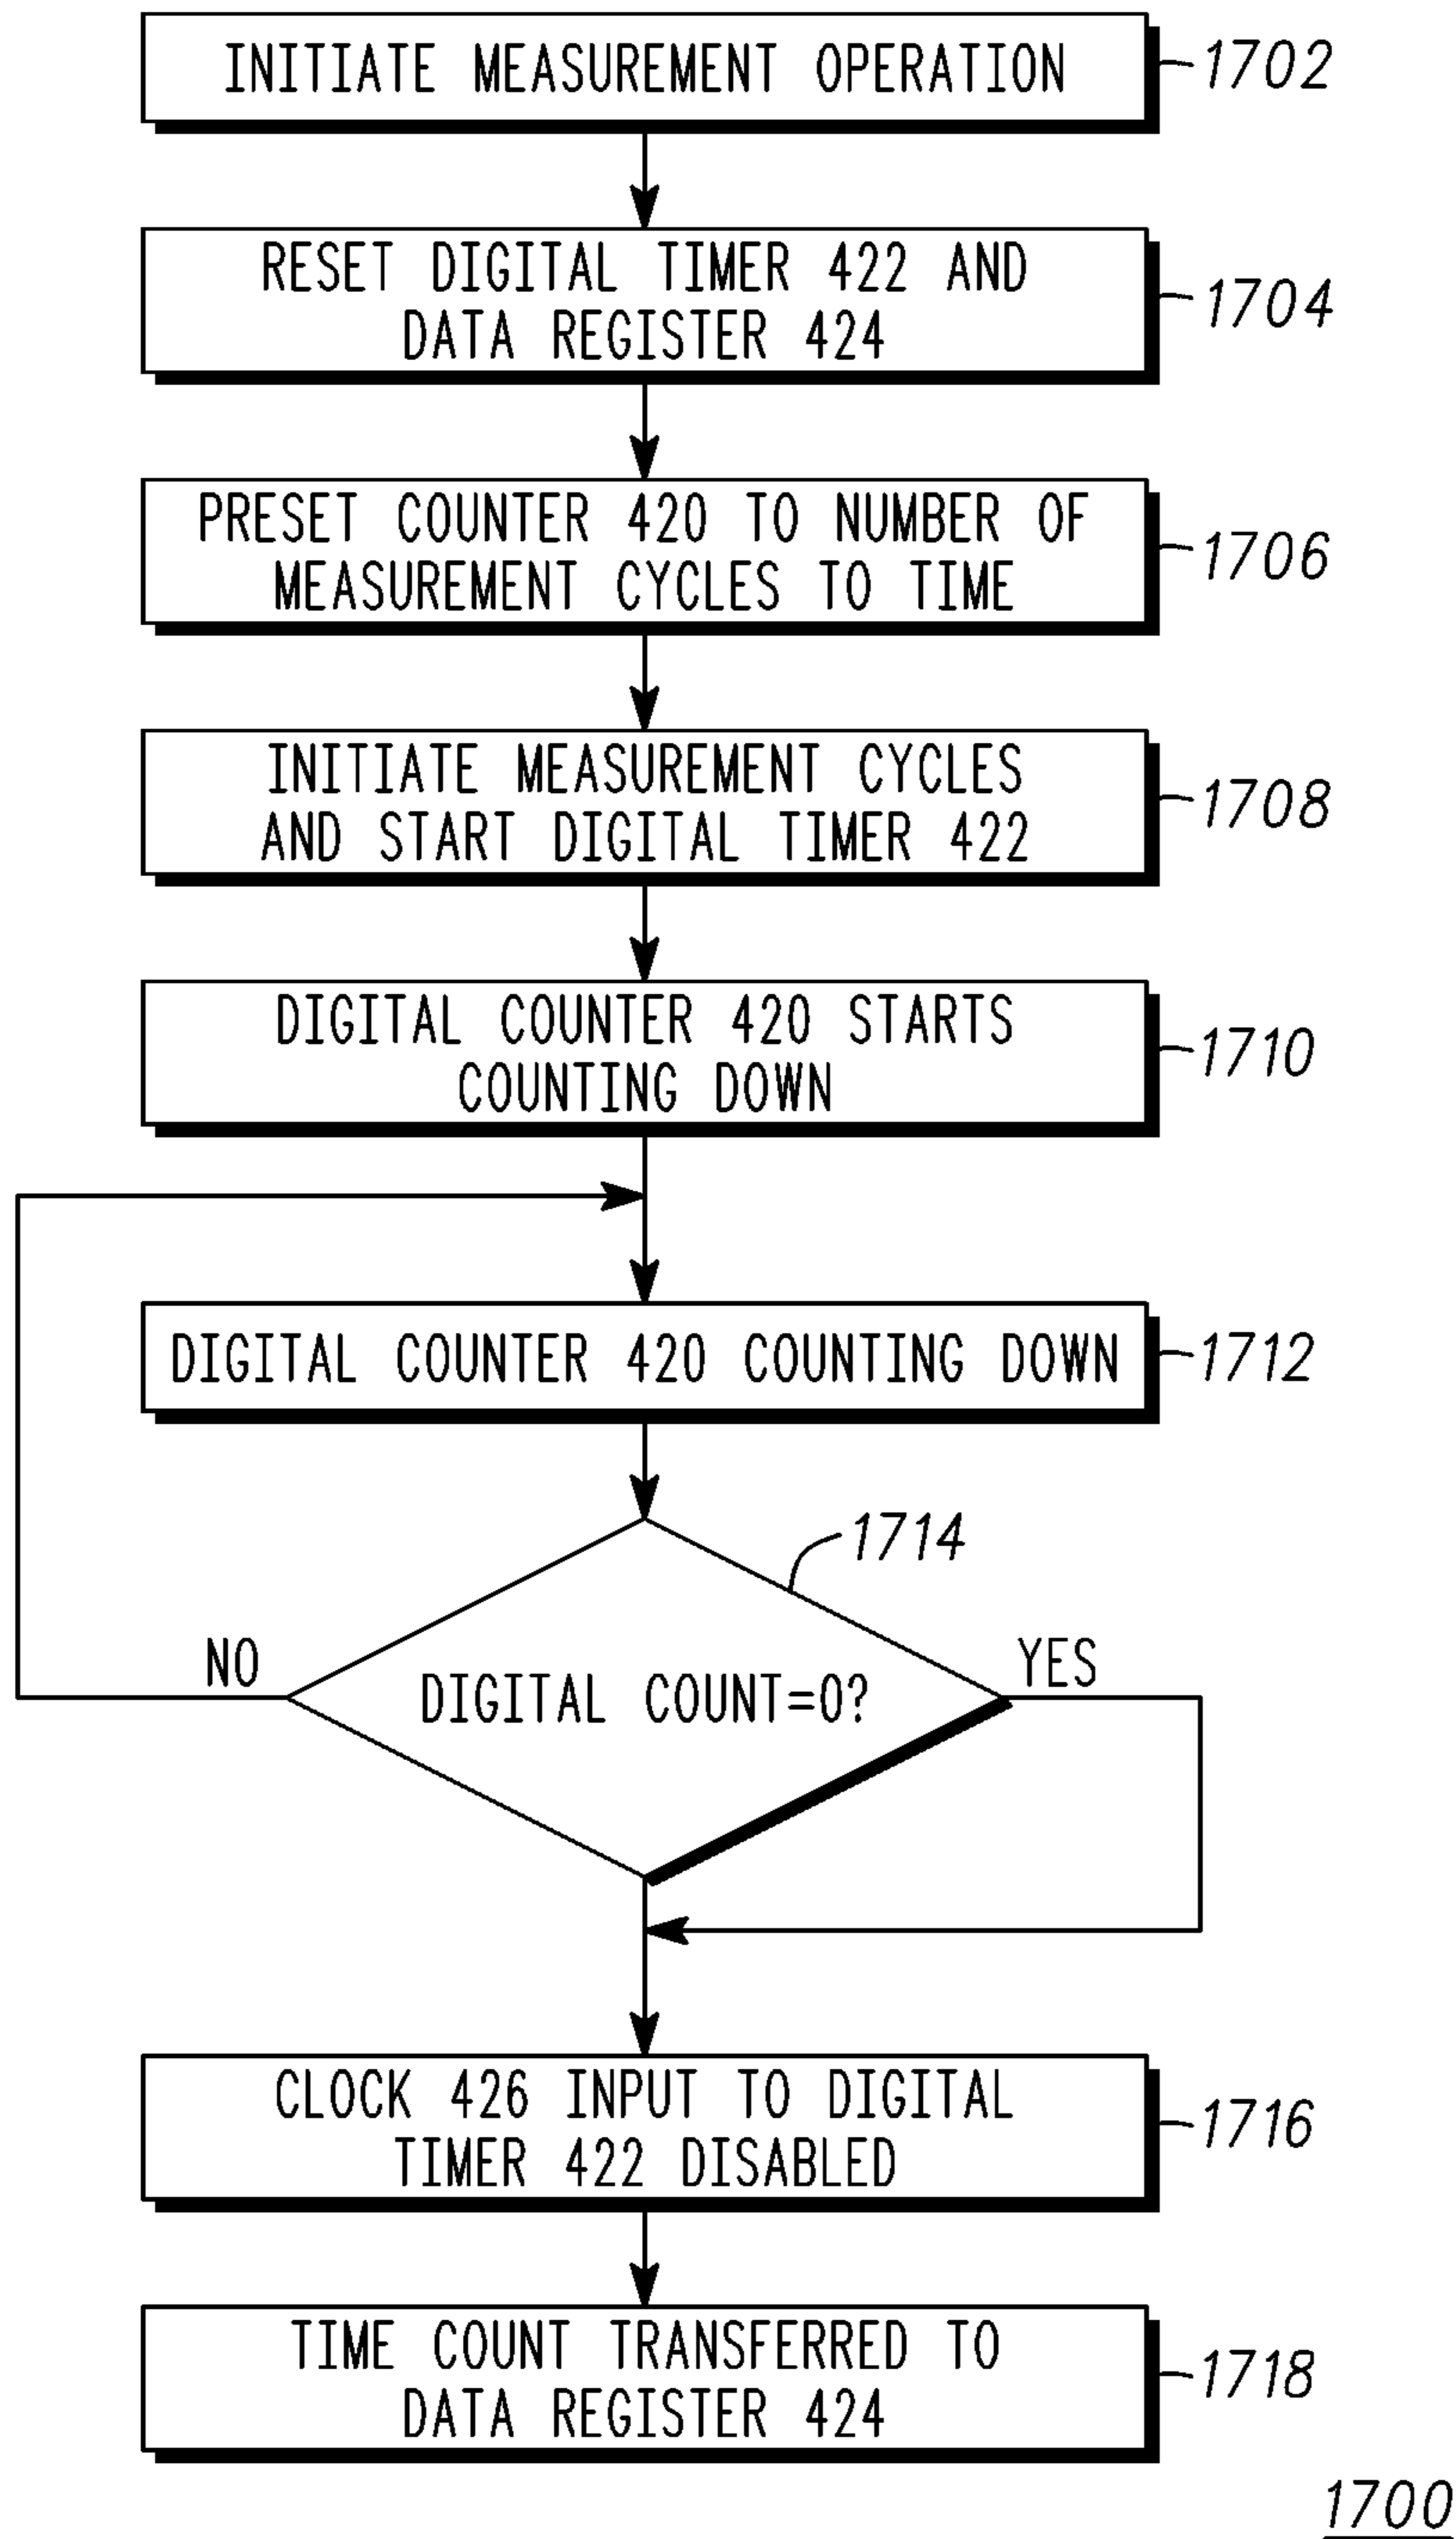 INITIATE MEASUREMENT OPERATION
1702
RESET DIGITAL TIMER 422 AND
DATA REGISTER 424
1704
PRESET COUNTER 420 TO NUMBER OF
MEASUREMENT CYCLES TO TIME
1706
INITIATE MEASUREMENT CYCLES
AND START DIGITAL TIMER 422
1708
DIGITAL COUNTER 420 STARTS
COUNTING DOWN
1710
DIGITAL COUNTER 420 COUNTING DOWN
1712
1714
NO
DIGITAL COUNT=0?
YES
CLOCK 426 INPUT TO DIGITAL
TIMER 422 DISABLED
1716
TIME COUNT TRANSFERRED TO
DATA REGISTER 424
1718
1700